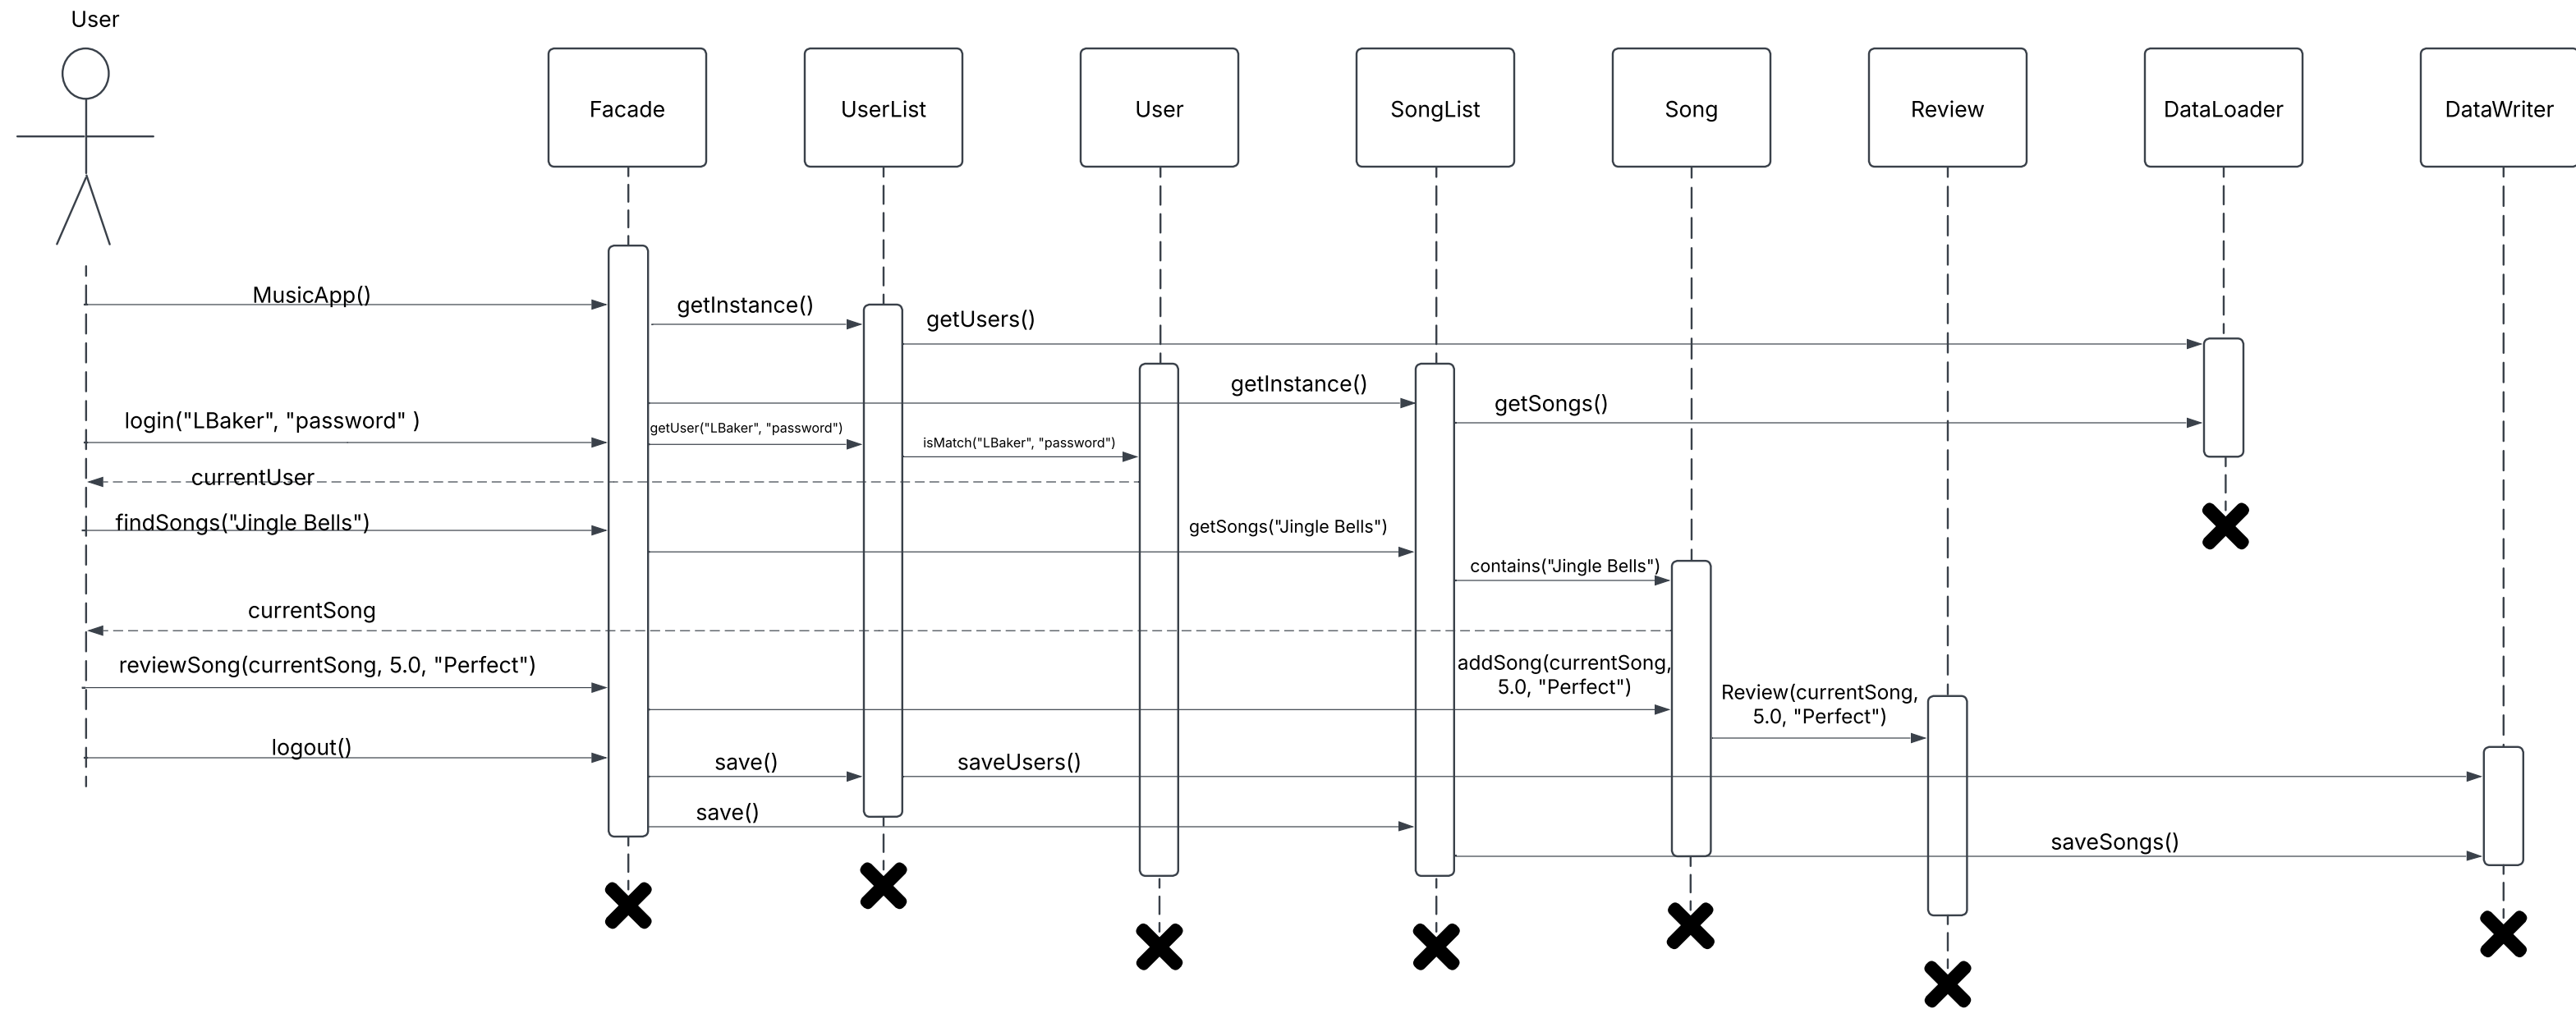 User
Facade
UserList
User
SongList
Song
Review
DataLoader
DataWriter
MusicApp()
getInstance()
getUsers()
getInstance()
getSongs()
login("LBaker", "password" )
getUser("LBaker", "password")
isMatch("LBaker", "password")
currentUser
findSongs("Jingle Bells")
getSongs("Jingle Bells")
contains("Jingle Bells")
currentSong
reviewSong(currentSong, 5.0, "Perfect")
addSong(currentSong,
5.0, "Perfect")
Review(currentSong,
5.0, "Perfect")
logout()
save()
saveUsers()
save()
saveSongs()